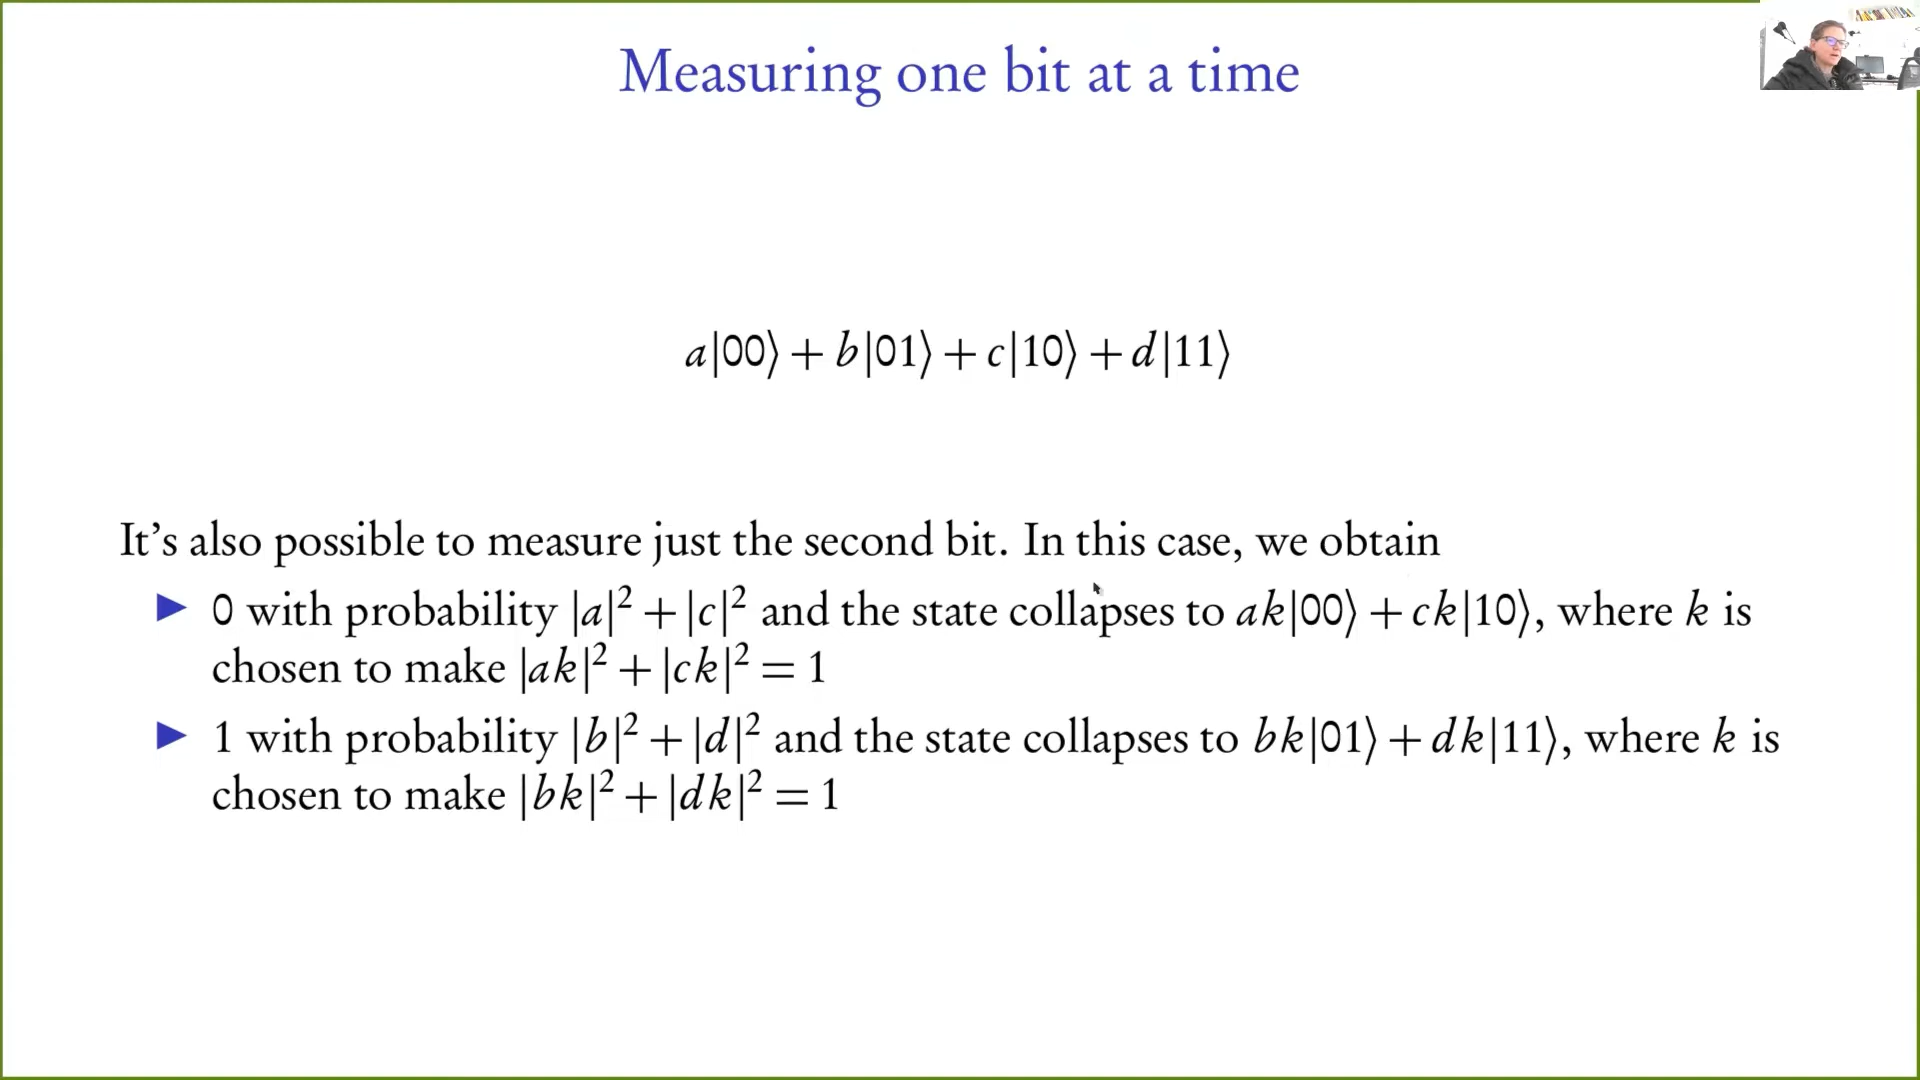 Measuring one bit at a time
a|00⟩ + b|01⟩ + c|10⟩ + d|11⟩
It’s also possible to measure just the second bit. In this case, we obtain
▶ 0 with probability |a|² + |c|² and the state collapses to ak|00⟩ + ck|10⟩, where k is
chosen to make |ak|² + |ck|² = 1
▶ 1 with probability |b|² + |d|² and the state collapses to bk|01⟩ + dk|11⟩, where k is
chosen to make |bk|² + |dk|² = 1